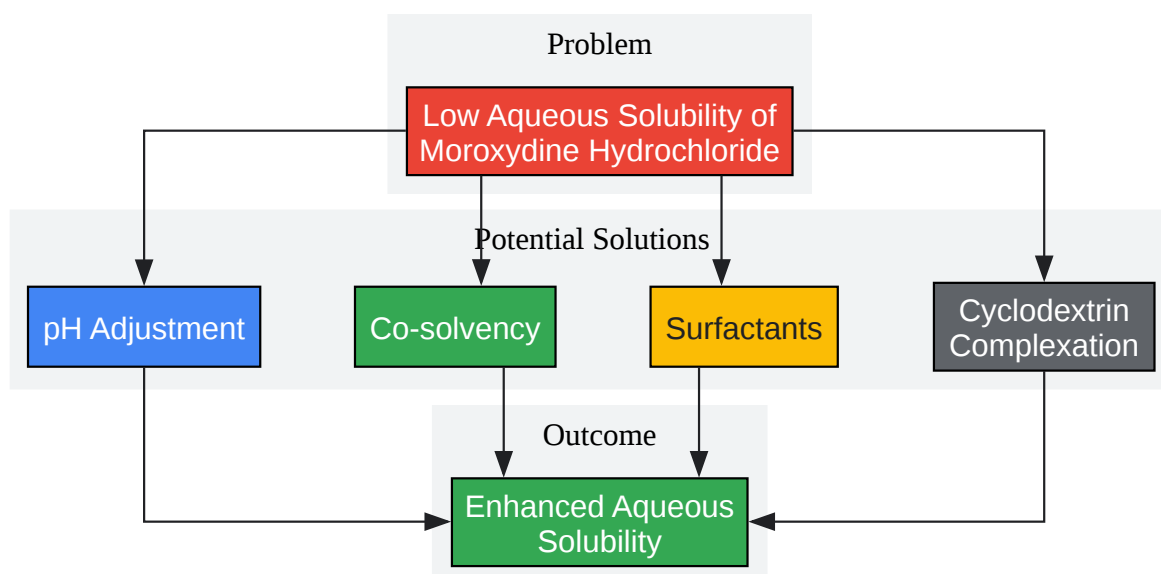 Problem
Low Aqueous Solubility of
Moroxydine Hydrochloride
Potential Solutions
pH Adjustment
Co-solvency
Surfactants
Cyclodextrin
Complexation
Outcome
Enhanced Aqueous
Solubility